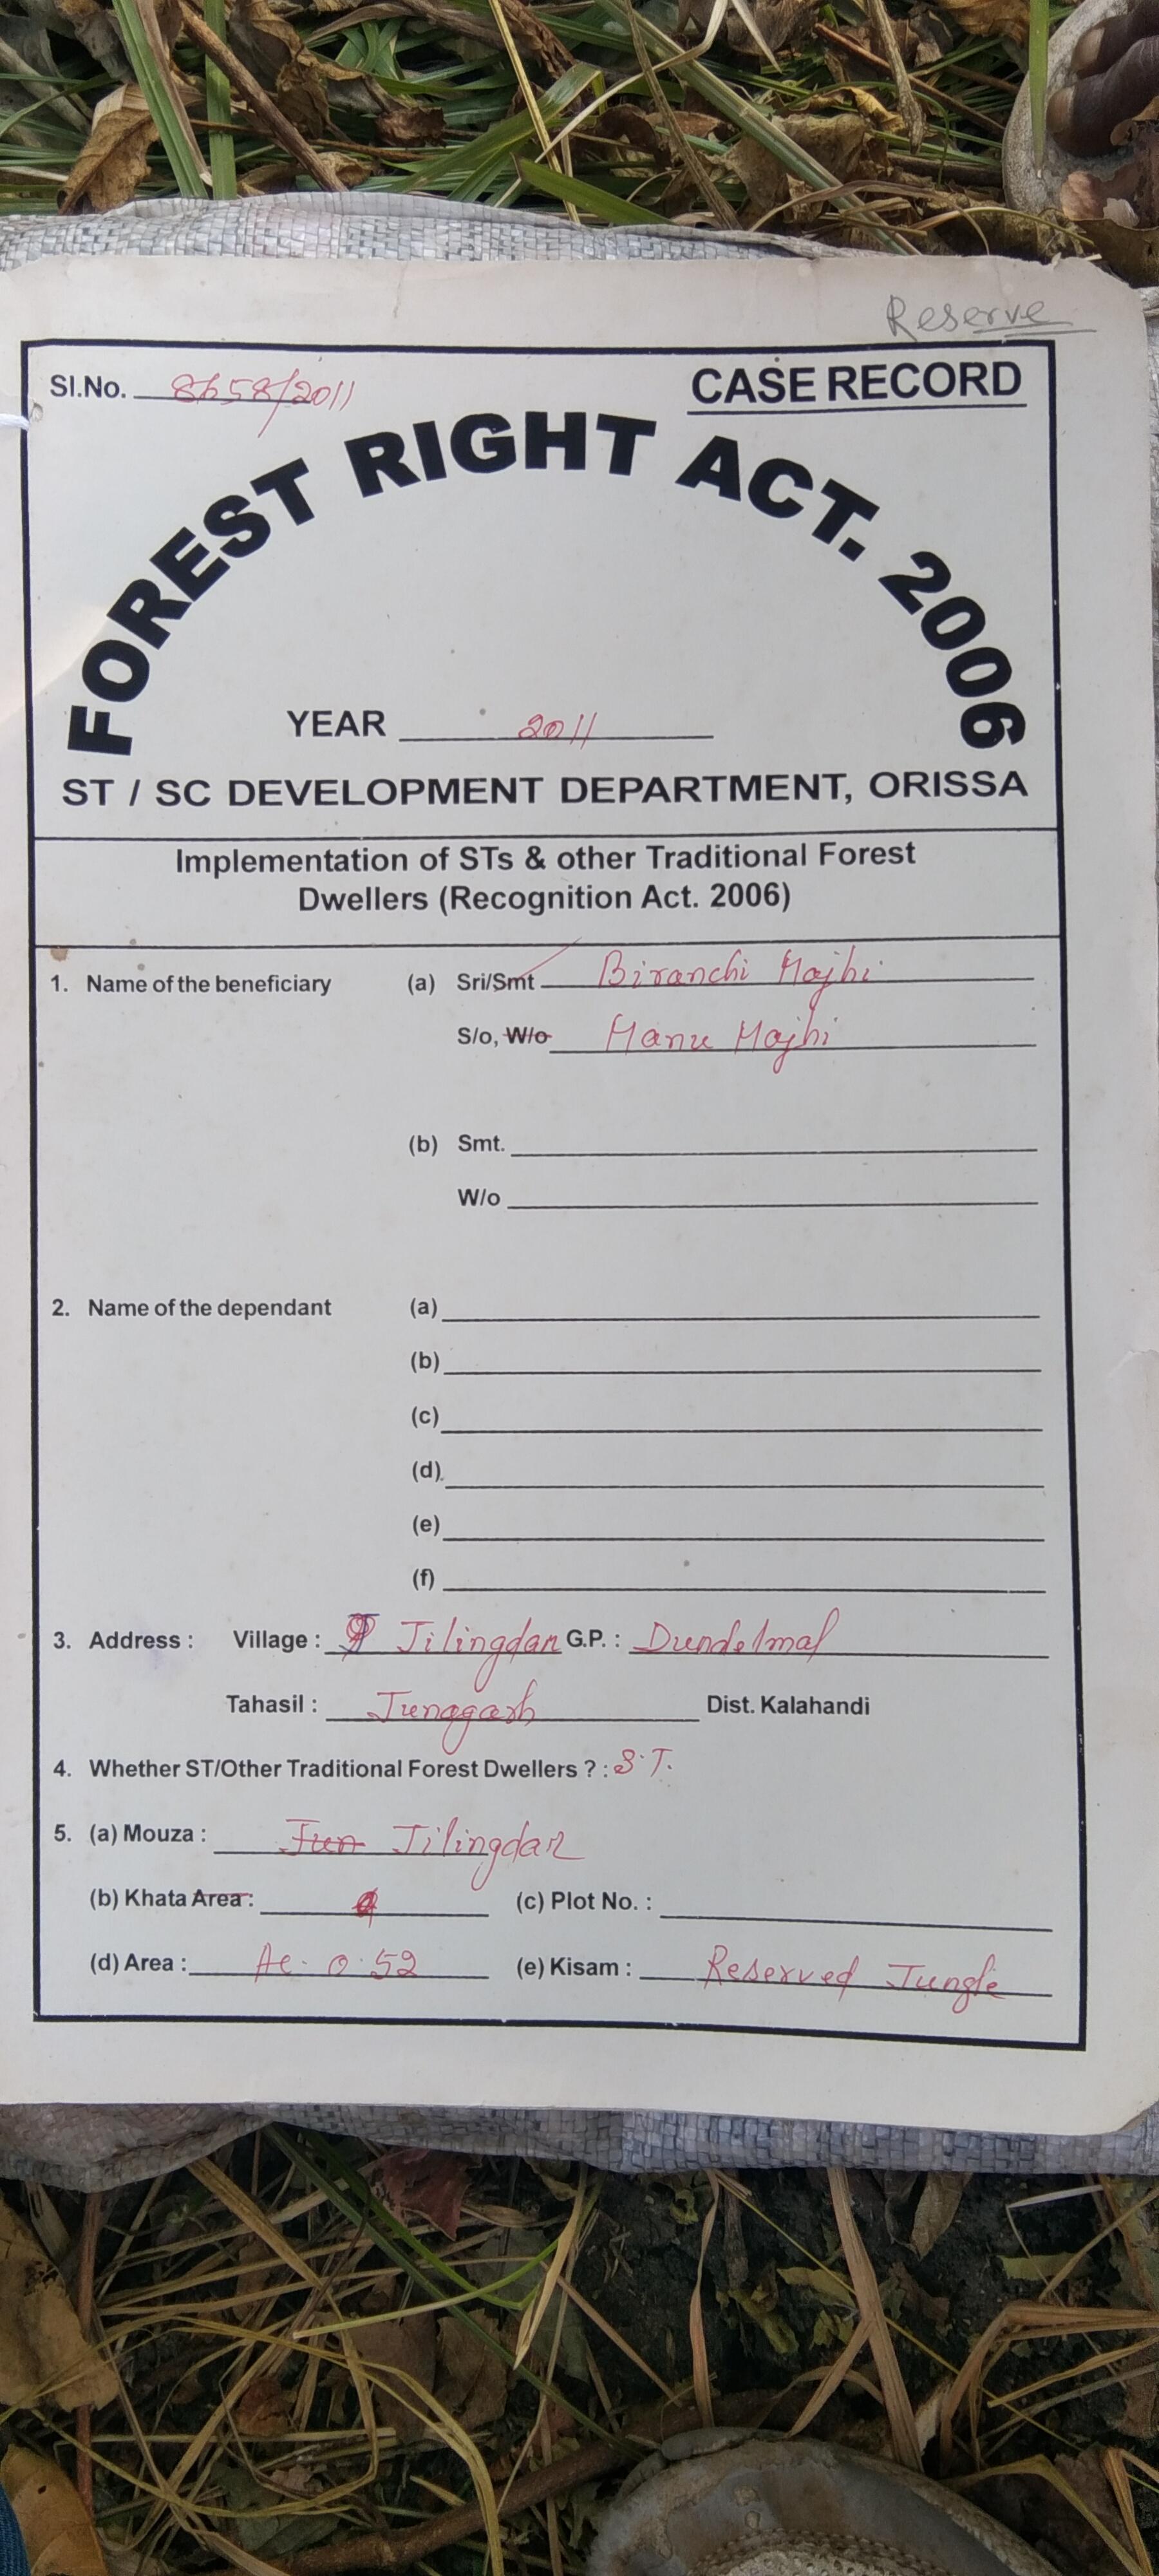 Reserve
Sl.No. 8658/2011
CASE RECORD
FOREST RIGHT ACT. 2006
YEAR 2011
ST / SC DEVELOPMENT DEPARTMENT, ORISSA
Implementation of STs & other Traditional Forest
Dwellers (Recognition Act. 2006)
1. Name of the beneficiary (a) Sri/Smt Biranchi Majhi
S/o, W/o Manu Majhi
(b) Smt.
W/o
2. Name of the dependant (a)
(b)
(c)
(d)
(e)
(f)
3. Address : Village : Jilingdar G.P. : Dundelmal
Tahasil : Junagarh Dist. Kalahandi
4. Whether ST/Other Traditional Forest Dwellers ? : S.T.
5. (a) Mouza : Jun Jilingdar
(b) Khata Area : (c) Plot No. :
(d) Area : Ac. 0.52 (e) Kisam : Reserved Jungle